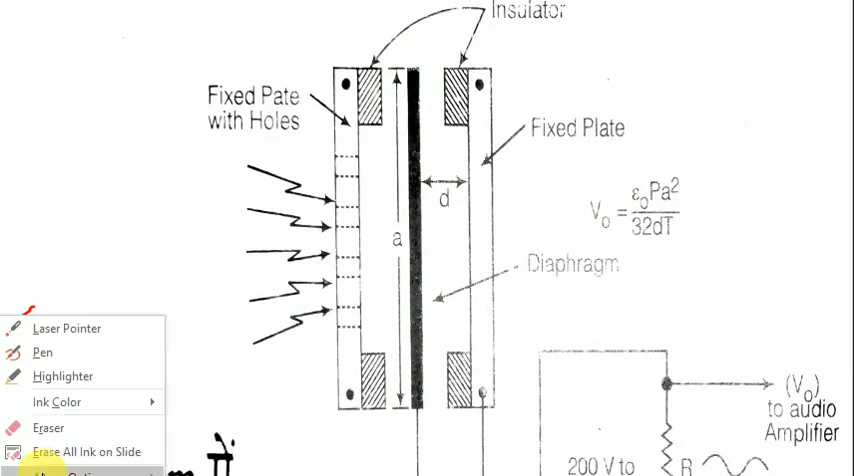 Insulator
Fixed Pate
with Holes
Fixed Plate
d
V₀ = ε₀Pa²
32dT
a
Diaphragm
Laser Pointer
Pen
Highlighter
Ink Color
Eraser
Erase All Ink on Slide
(V₀)
to audio
Amplifier
200 V to
R